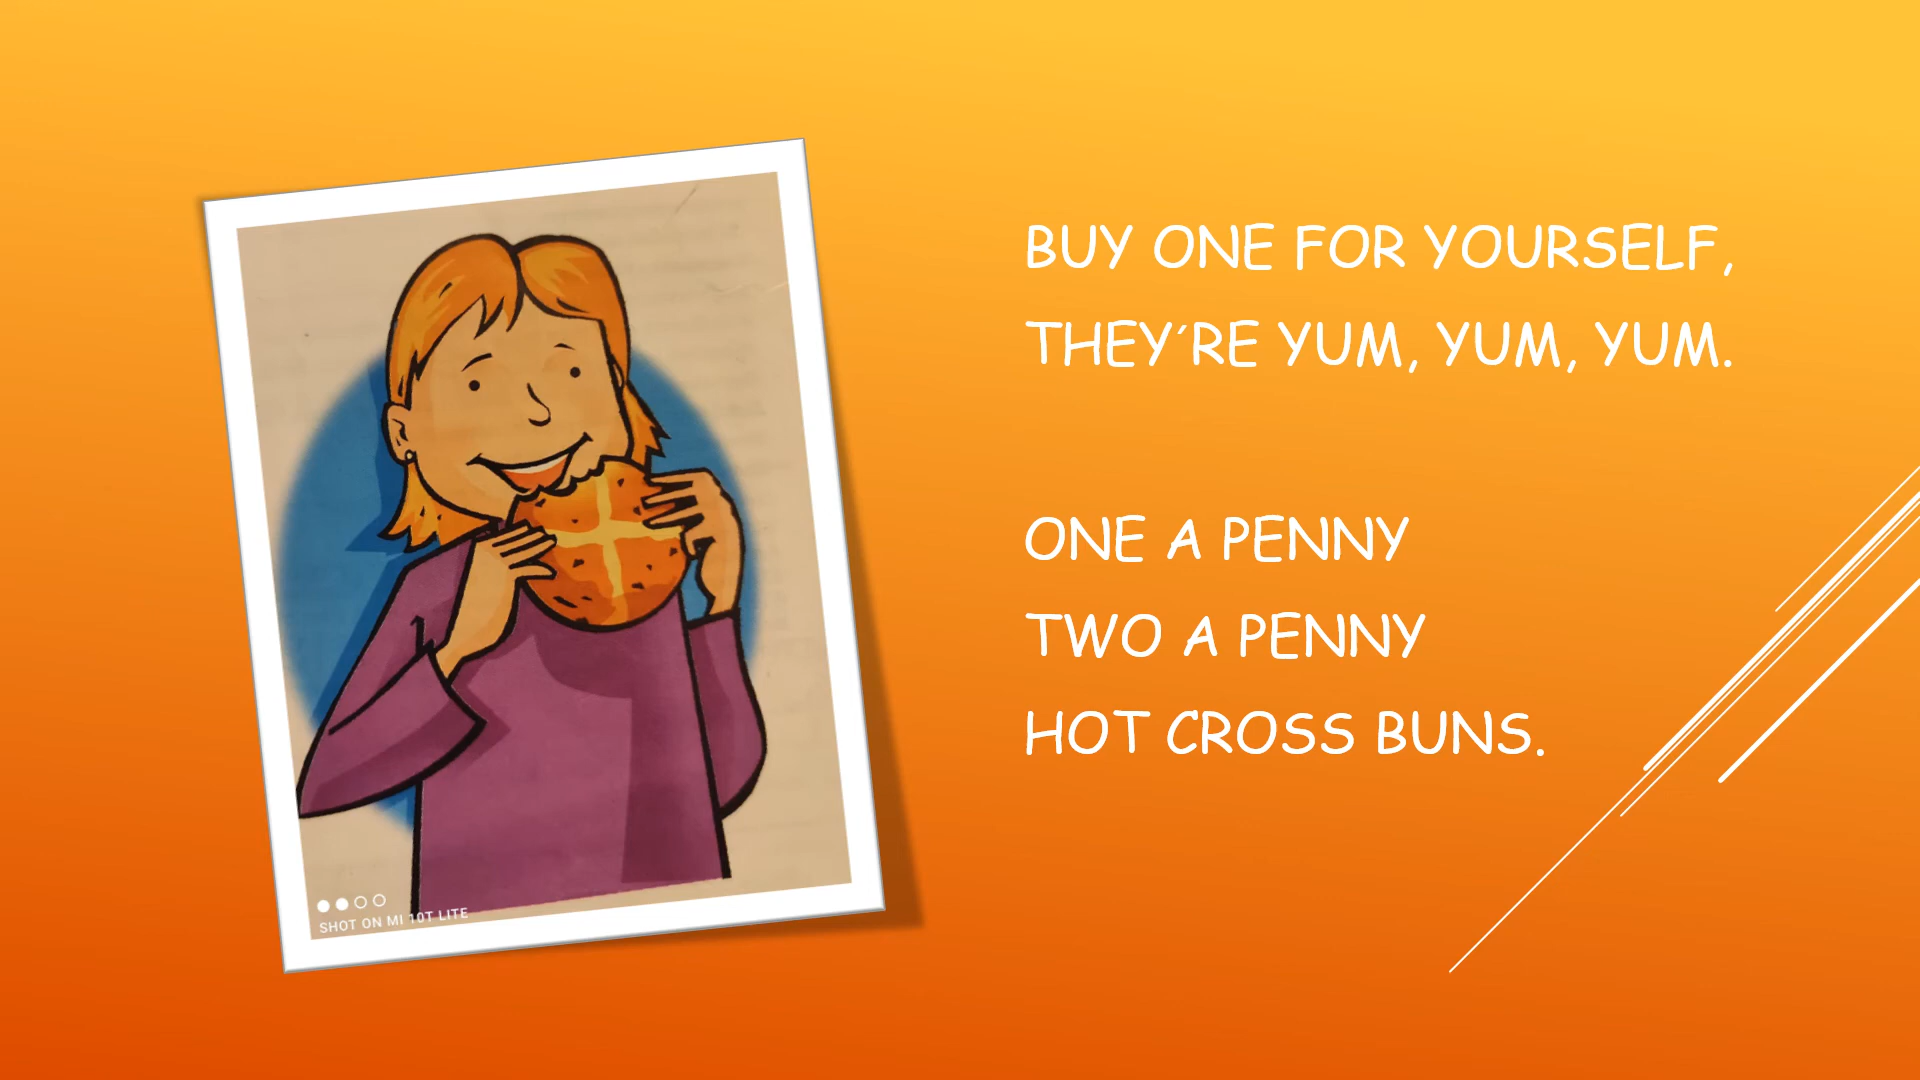 BUY ONE FOR YOURSELF,
THEY´RE YUM, YUM, YUM.
ONE A PENNY
TWO A PENNY
HOT CROSS BUNS.
SHOT ON MI 10T LITE